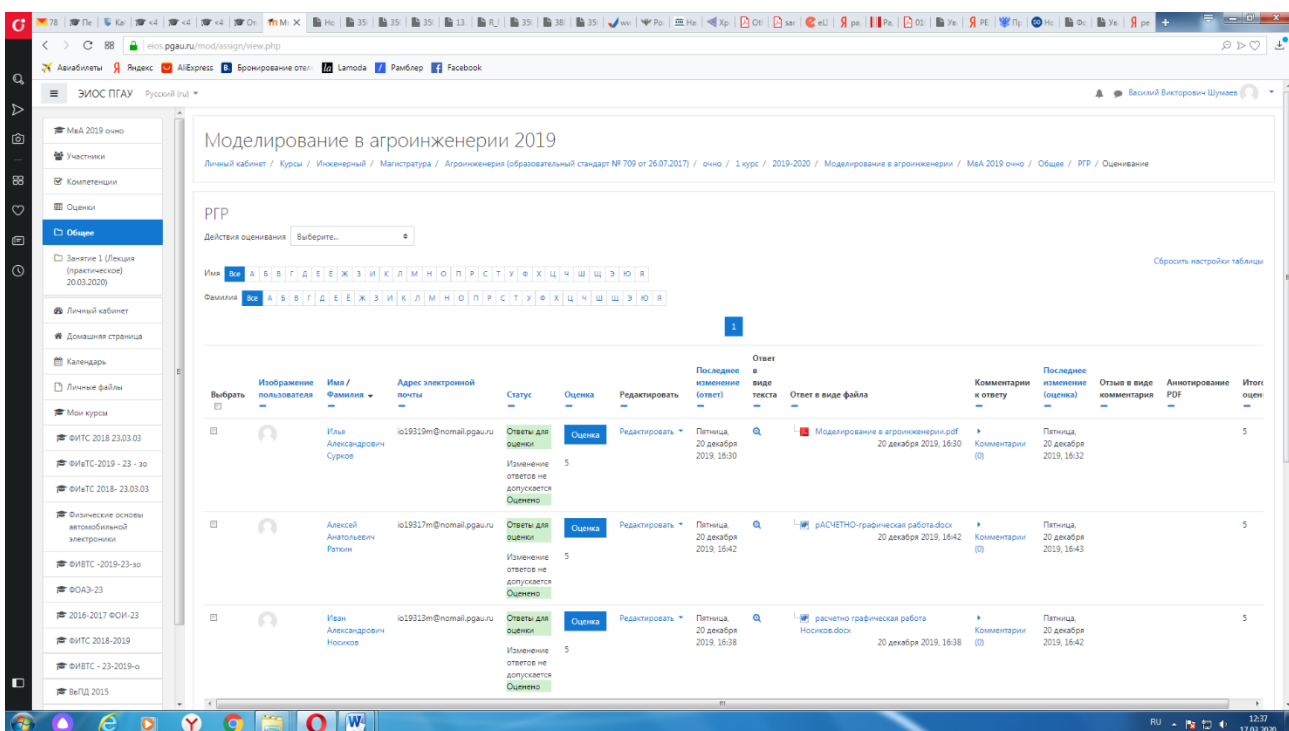 78
eios.pgau.ru/mod/assign/view.php
Авиабилеты Яндекс AliExpress Бронирование отел Lamoda Рамблер Facebook
ЭИОС ПГАУ Русский (ru)
Василий Викторович Шумаев
МвА 2019 очно
Участники
Компетенции
Оценки
Общее
Занятие 1 (Лекция
(практическое)
20.03.2020)
Личный кабинет
Домашняя страница
Календарь
Личные файлы
Мои курсы
ФИТС 2018 23.03.03
ФИвТС-2019 - 23 - зо
ФИвТС 2018- 23.03.03
Физические основы
автомобильной
электроники
ФИВТС -2019-23-зо
ФОАЭ-23
2016-2017 ФОИ-23
ФИТС 2018-2019
ФИВТС - 23-2019-о
ВвПД 2015
Моделирование в агроинженерии 2019
Личный кабинет / Курсы / Инженерный / Магистратура / Агроинженерия (образовательный стандарт № 709 от 26.07.2017) / очно / 1 курс / 2019-2020 / Моделирование в агроинженерии / МвА 2019 очно / Общее / РГР / Оценивание
РГР
Действия оценивания Выберите...
Сбросить настройки таблицы
Имя Все А Б В Г Д Е Ё Ж З И К Л М Н О П Р С Т У Ф Х Ц Ч Ш Щ Э Ю Я
Фамилия Все А Б В Г Д Е Ё Ж З И К Л М Н О П Р С Т У Ф Х Ц Ч Ш Щ Э Ю Я
1
Выбрать
Изображение
пользователя
Имя /
Фамилия
Адрес электронной
почты
Статус
Оценка
Редактировать
Последнее
изменение
(ответ)
Ответ
в
виде
текста
Ответ в виде файла
Комментарии
к ответу
Последнее
изменение
(оценка)
Отзыв в виде
комментария
Аннотирование
PDF
Итого
оцен
Илья
Александрович
Сурков
io19319m@nomail.pgau.ru
Ответы для
оценки
Изменение
ответов не
допускается
Оценено
Оценка
5
Редактировать
Пятница,
20 декабря
2019, 16:30
Моделирование в агроинженерии.pdf
20 декабря 2019, 16:30
Комментарии
(0)
Пятница,
20 декабря
2019, 16:32
5
Алексей
Анатольевич
Раткин
io19317m@nomail.pgau.ru
Ответы для
оценки
Изменение
ответов не
допускается
Оценено
Оценка
5
Редактировать
Пятница,
20 декабря
2019, 16:42
рАСЧЕТНО-графическая работа.docx
20 декабря 2019, 16:42
Комментарии
(0)
Пятница,
20 декабря
2019, 16:43
5
Иван
Александрович
Носиков
io19313m@nomail.pgau.ru
Ответы для
оценки
Изменение
ответов не
допускается
Оценено
Оценка
5
Редактировать
Пятница,
20 декабря
2019, 16:38
расчетно графическая работа
Носиков.docx
20 декабря 2019, 16:38
Комментарии
(0)
Пятница,
20 декабря
2019, 16:42
5
RU
12:37
17.03.2020